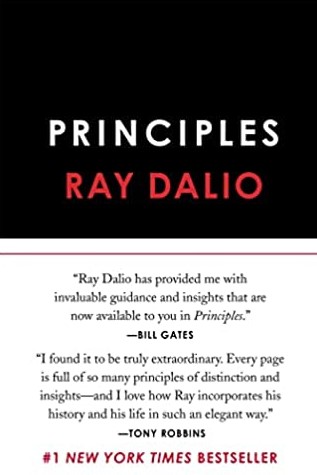 PRINCIPLES
RAY DALIO
“Ray Dalio has provided me with
invaluable guidance and insights that are
now available to you in Principles.”
—BILL GATES
“I found it to be truly extraordinary. Every page
is full of so many principles of distinction and
insights—and I love how Ray incorporates his
history and his life in such an elegant way.”
—TONY ROBBINS
#1 NEW YORK TIMES BESTSELLER